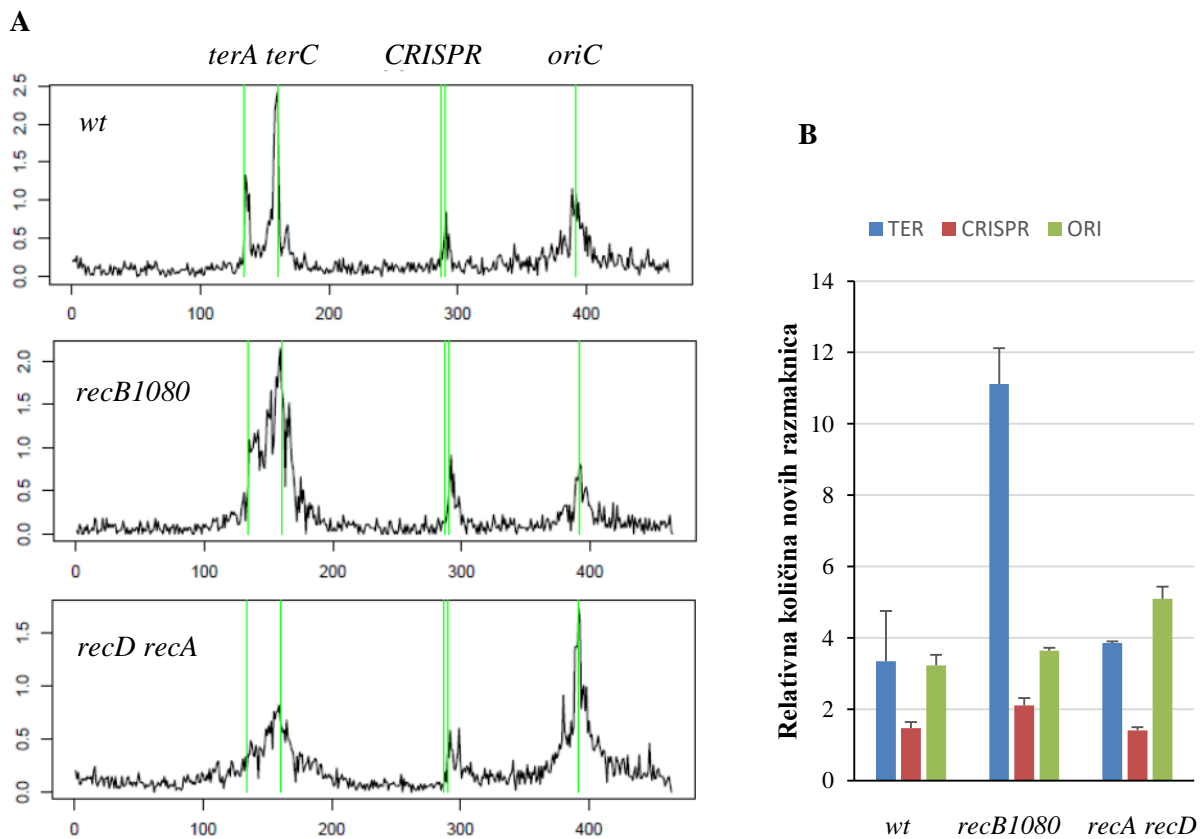 A
terA terC CRISPR oriC
2.5
2.0
1.5
1.0
0.5
0.0
wt
0 100 200 300 400
2.0
1.5
1.0
0.5
0.0
recB1080
0 100 200 300 400
1.5
1.0
0.5
0.0
recD recA
0 100 200 300 400
B
TER CRISPR ORI
Relativna količina novih razmaknica
14
12
10
8
6
4
2
0
wt recB1080 recA recD